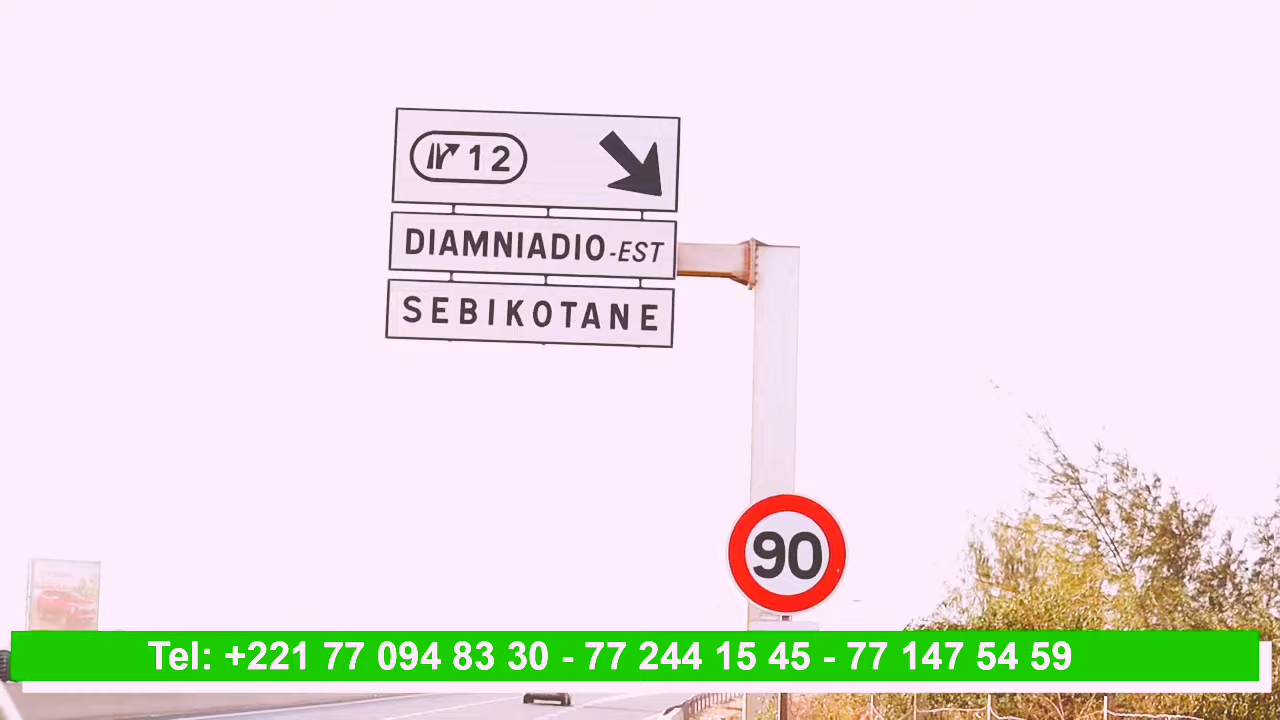 12
DIAMNIADIO-EST
SEBIKOTANE
90
Tel: +221 77 094 83 30 - 77 244 15 45 - 77 147 54 59